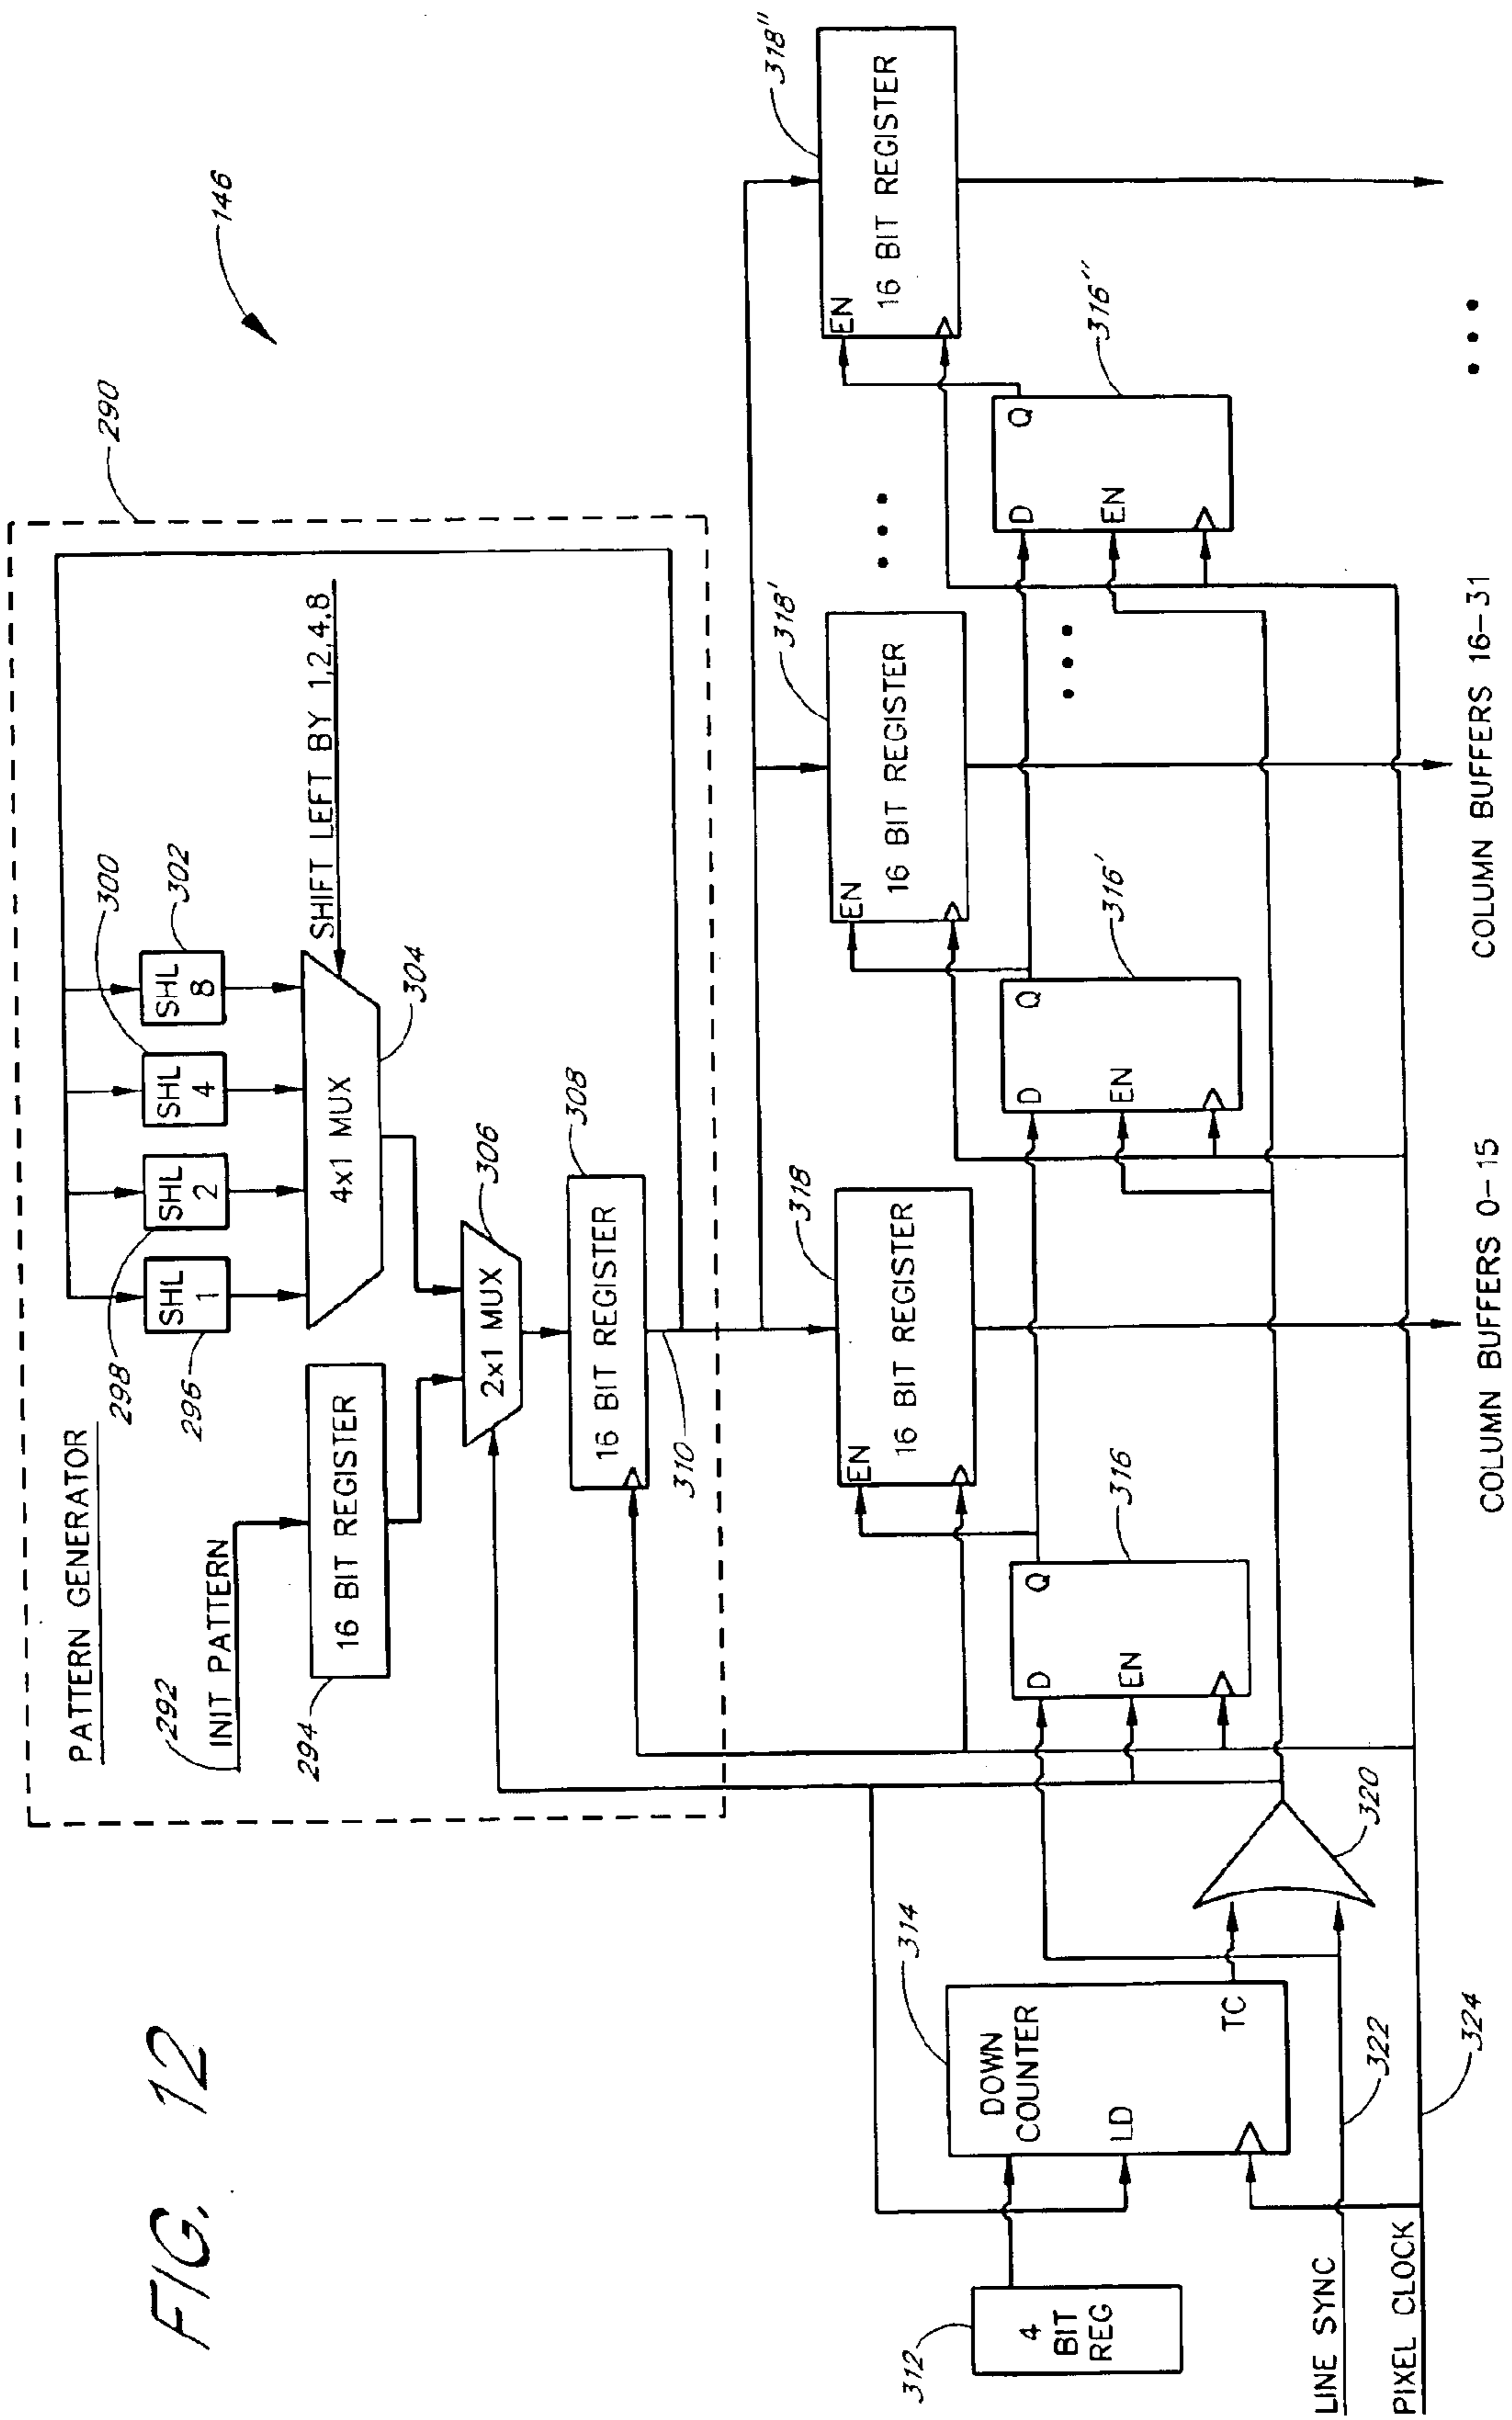 FIG. 12
146
290
PATTERN GENERATOR
292
INIT PATTERN
294
16 BIT REGISTER
296
298
300
302
SHL 1
SHL 2
SHL 4
SHL 8
4x1 MUX
304
SHIFT LEFT BY 1,2,4,8
2x1 MUX
306
16 BIT REGISTER
308
310
318
EN
16 BIT REGISTER
318'
EN
16 BIT REGISTER
318"
EN
16 BIT REGISTER
312
4
BIT
REG
314
DOWN
COUNTER
LD
TC
316
D
Q
EN
316'
D
Q
EN
316"
D
Q
EN
320
LINE SYNC
322
PIXEL CLOCK
324
COLUMN BUFFERS 0-15
COLUMN BUFFERS 16-31